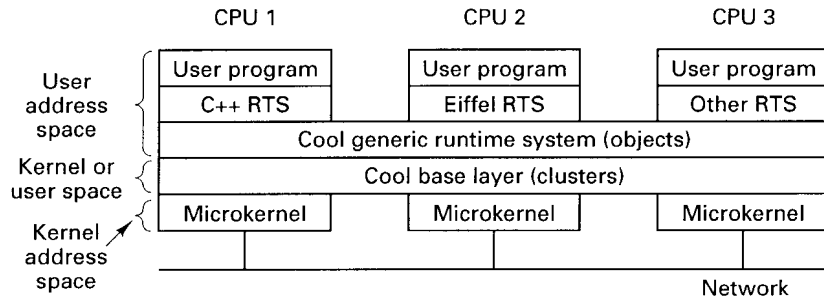 CPU 1 CPU 2 CPU 3
User program User program User program
User
address
space
C++ RTS Eiffel RTS Other RTS
Cool generic runtime system (objects)
Kernel or
user space
Cool base layer (clusters)
Microkernel Microkernel Microkernel
Kernel
address
space
Network